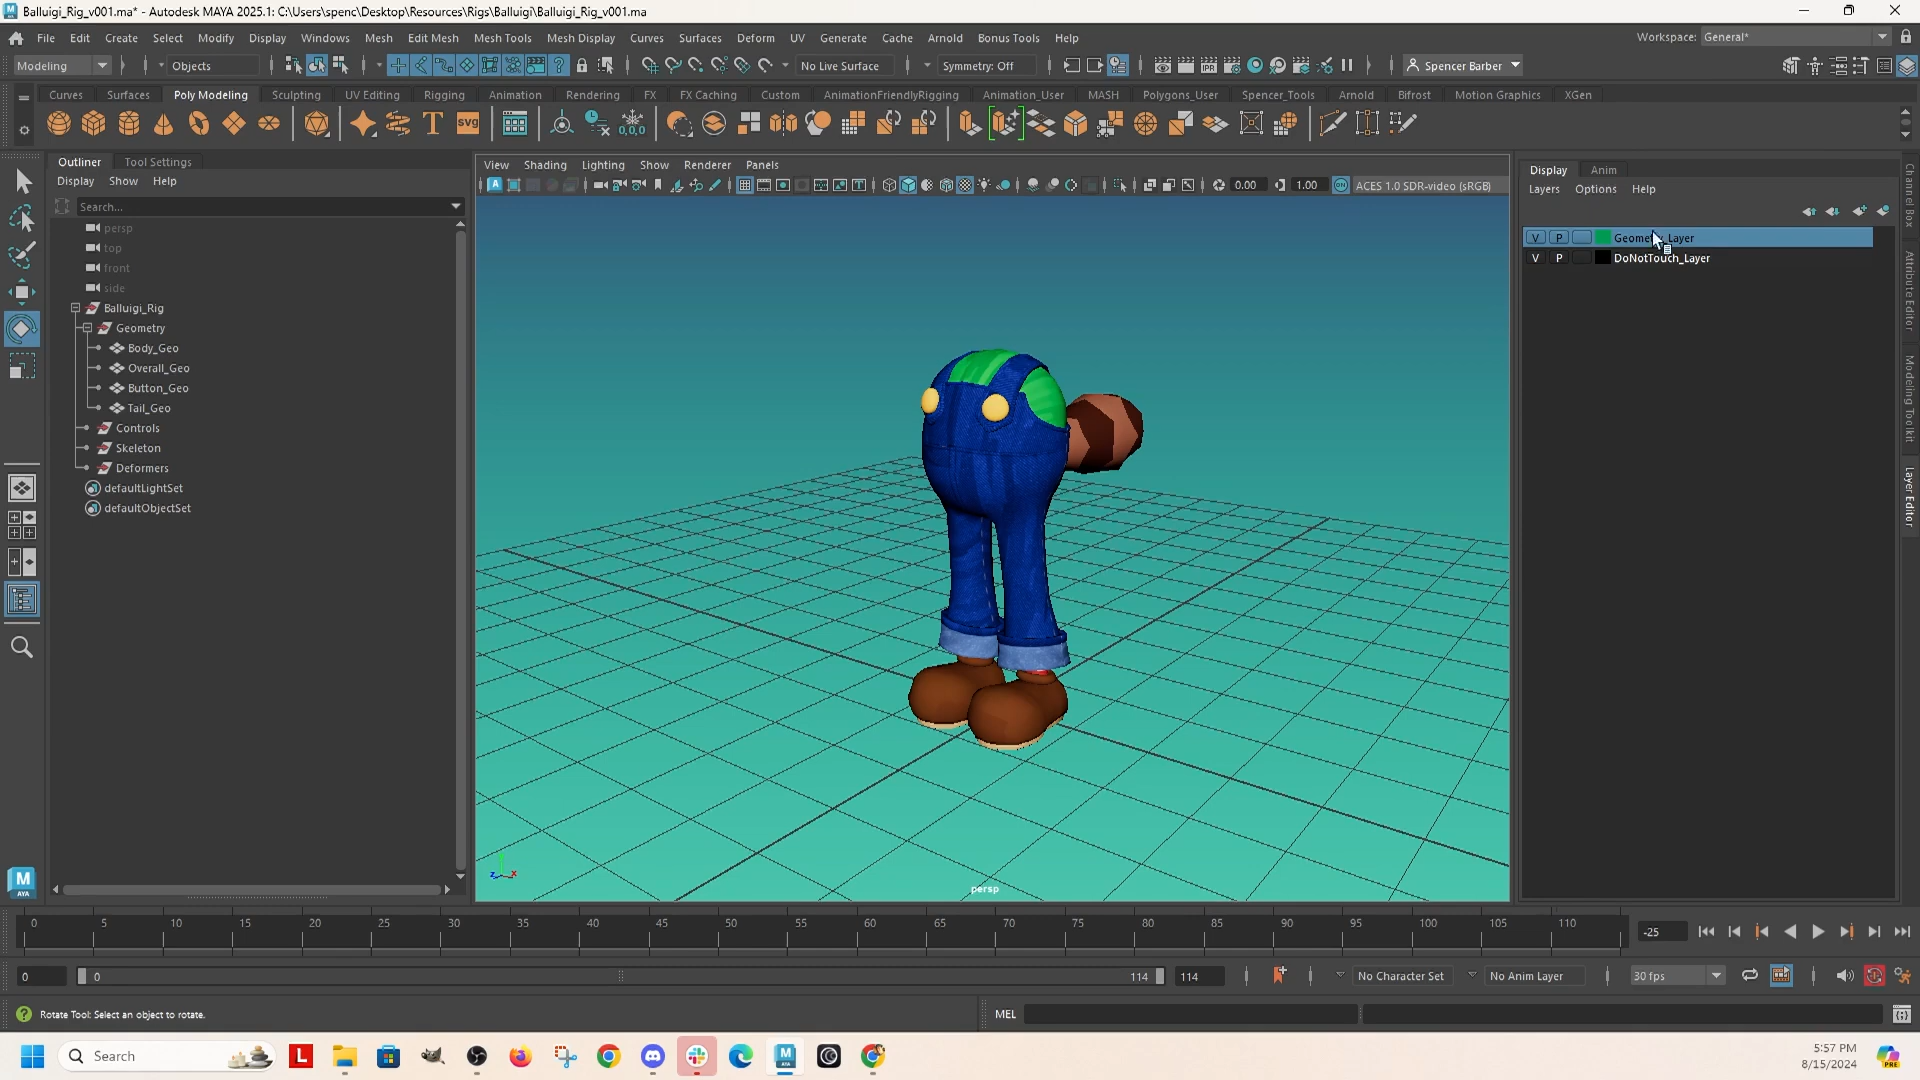 Balluigi_Rig_v001.ma* - Autodesk MAYA 2025.1: C:\Users\spenc\Desktop\Resources\Rigs\Balluigi\Balluigi_Rig_v001.ma
File Edit Create Select Modify Display Windows Mesh Edit Mesh Mesh Tools Mesh Display Curves Surfaces Deform UV Generate Cache Arnold Bonus Tools Help
Workspace: General*
Modeling Objects No Live Surface Symmetry: Off Spencer Barber
Curves Surfaces Poly Modeling Sculpting UV Editing Rigging Animation Rendering FX FX Caching Custom AnimationFriendlyRigging Animation_User MASH Polygons_User Spencer_Tools Arnold Bifrost Motion Graphics XGen
Outliner Tool Settings
Display Show Help
Search...
persp
top
front
side
Balluigi_Rig
Geometry
Body_Geo
Overall_Geo
Button_Geo
Tail_Geo
Controls
Skeleton
Deformers
defaultLightSet
defaultObjectSet
View Shading Lighting Show Renderer Panels
0.00 1.00 ACES 1.0 SDR-video (sRGB)
persp
Display Anim
Layers Options Help
V P
V P DoNotTouch_Layer
Channel Box
Attribute Editor
Modeling Toolkit
Layer Editor
0 5 10 15 20 25 30 35 40 45 50 55 60 65 70 75 80 85 90 95 100 105 110
-25
0 0 114 114 No Character Set No Anim Layer 30 fps
Rotate Tool: Select an object to rotate.
MEL
Search
5:57 PM
8/15/2024